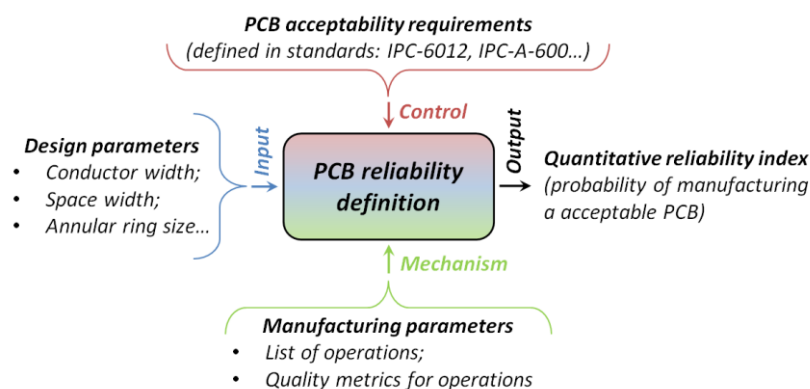 PCB acceptability requirements
(defined in standards: IPC-6012, IPC-A-600...)
Control
Design parameters
• Conductor width;
• Space width;
• Annular ring size...
Input
PCB reliability
definition
Output
Quantitative reliability index
(probability of manufacturing
a acceptable PCB)
Mechanism
Manufacturing parameters
• List of operations;
• Quality metrics for operations